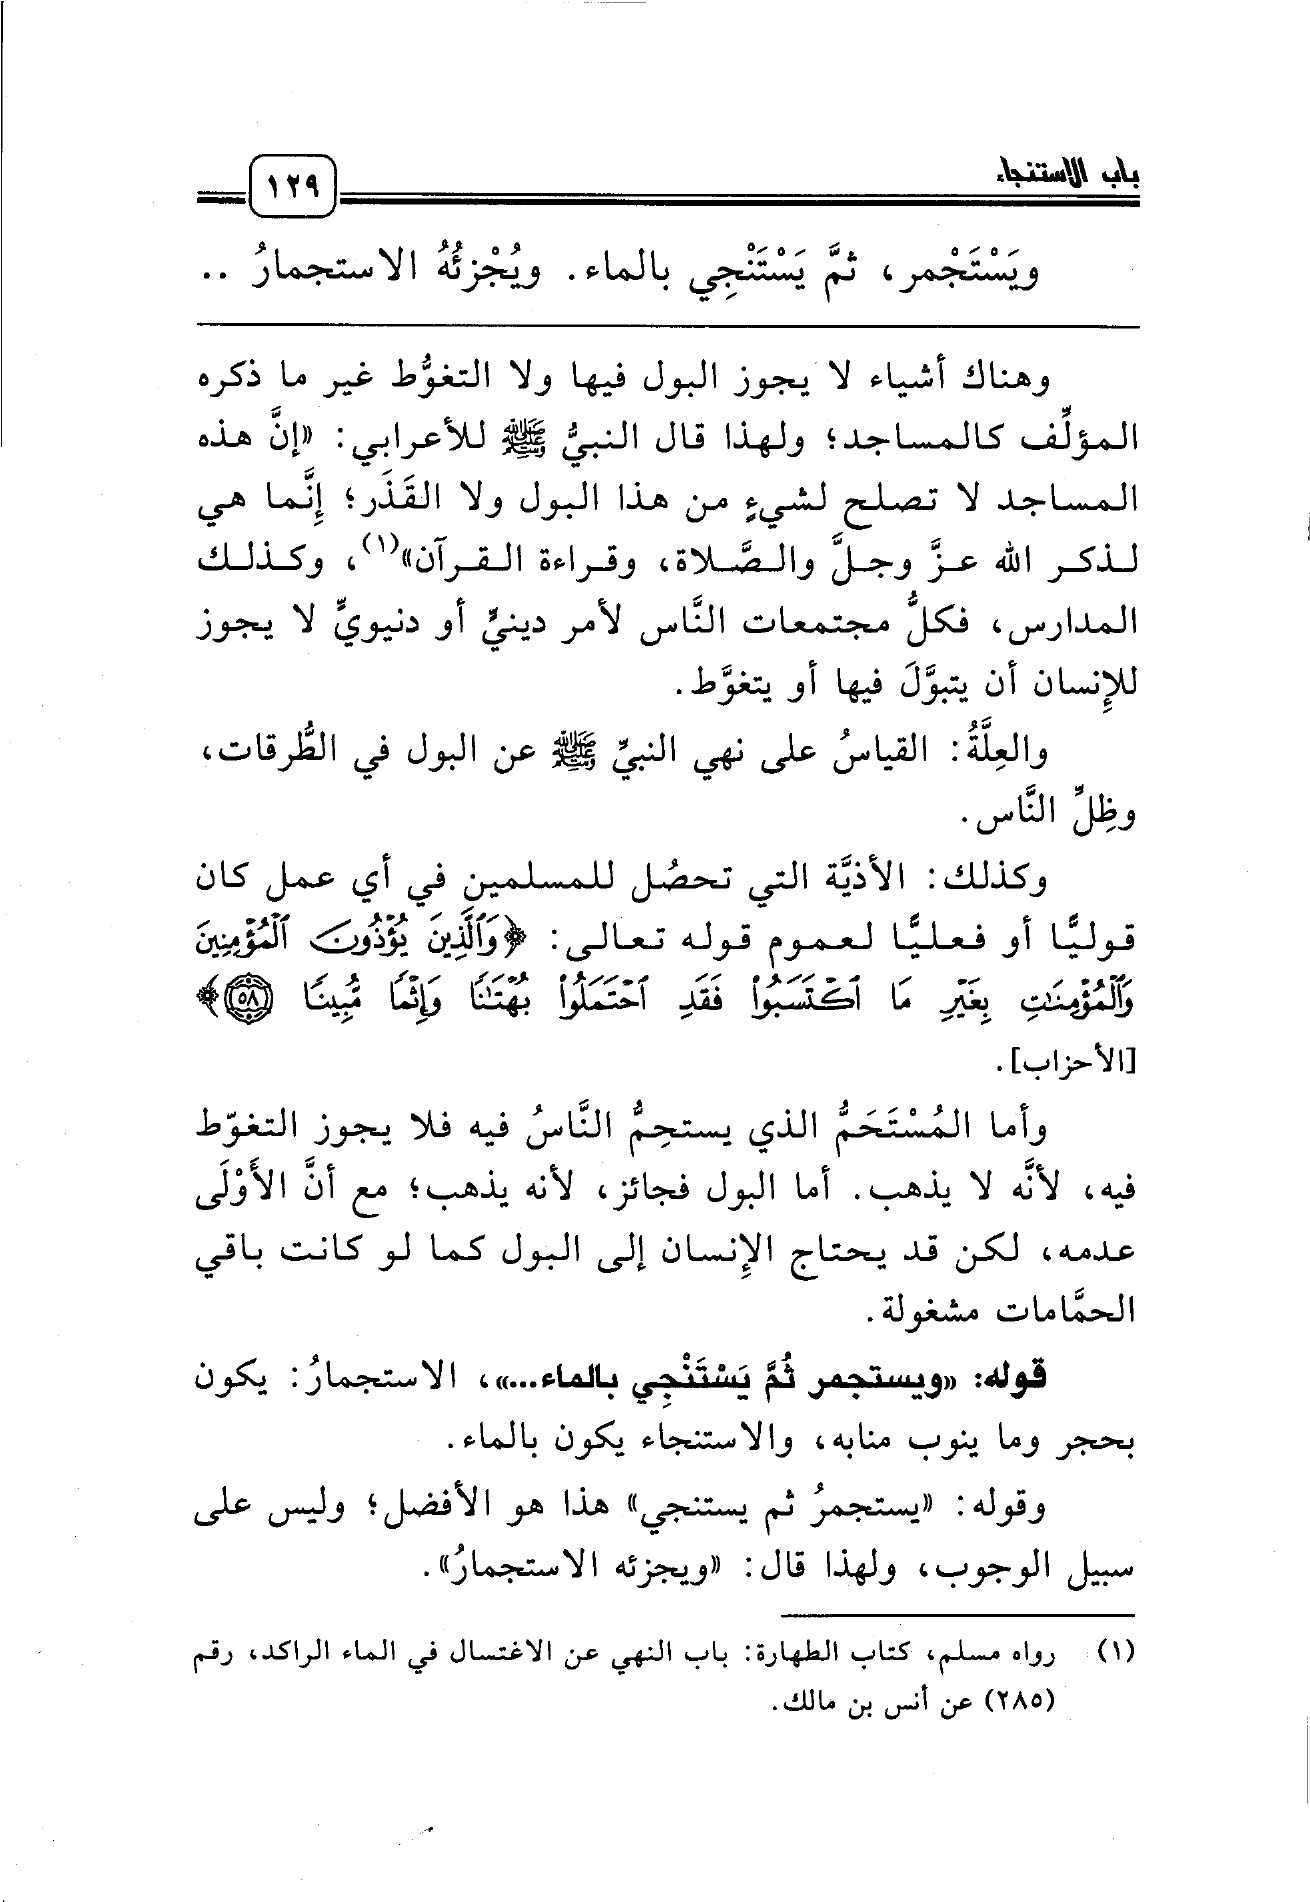 باب الاستنجاء
١٢٩
ويَسْتَجْمر، ثمَّ يَسْتَنْجِي بالماء. ويُجْزئُهُ الاستجمارُ ..
وهناك أشياء لا يجوز البول فيها ولا التغوُّط غير ما ذكره
المؤلِّف كالمساجد؛ ولهذا قال النبيُّ ﷺ للأعرابي: «إنَّ هذه
المساجد لا تصلح لشيءٍ من هذا البول ولا القَذَر؛ إِنَّما هي
لذكر الله عزَّ وجلَّ والصَّلاة، وقراءة القرآن»(١)، وكذلك
المدارس، فكلُّ مجتمعات النَّاس لأمر دينيٍّ أو دنيويٍّ لا يجوز
للإِنسان أن يتبوَّلَ فيها أو يتغوَّط.
والعِلَّةُ: القياسُ على نهي النبيِّ ﷺ عن البول في الطُّرقات،
وظِلِّ النَّاس.
وكذلك: الأذيَّة التي تحصُل للمسلمين في أي عمل كان
قوليًّا أو فعليًّا لعموم قوله تعالى: ﴿وَٱلَّذِينَ يُؤْذُونَ ٱلْمُؤْمِنِينَ
وَٱلْمُؤْمِنَٰتِ بِغَيْرِ مَا ٱكْتَسَبُوا۟ فَقَدِ ٱحْتَمَلُوا۟ بُهْتَٰنًا وَإِثْمًا مُّبِينًا ٥٨﴾
[الأحزاب].
وأما المُسْتَحَمُّ الذي يستحِمُّ النَّاسُ فيه فلا يجوز التغوّط
فيه، لأنَّه لا يذهب. أما البول فجائز، لأنه يذهب؛ مع أنَّ الأَوْلَى
عدمه، لكن قد يحتاج الإِنسان إلى البول كما لو كانت باقي
الحمَّامات مشغولة.
قوله: «ويستجمر ثُمَّ يَسْتَنْجِي بالماء...»، الاستجمارُ: يكون
بحجر وما ينوب منابه، والاستنجاء يكون بالماء.
وقوله: «يستجمرُ ثم يستنجي» هذا هو الأفضل؛ وليس على
سبيل الوجوب، ولهذا قال: «ويجزئه الاستجمارُ».
(١) رواه مسلم، كتاب الطهارة: باب النهي عن الاغتسال في الماء الراكد، رقم
(٢٨٥) عن أنس بن مالك.